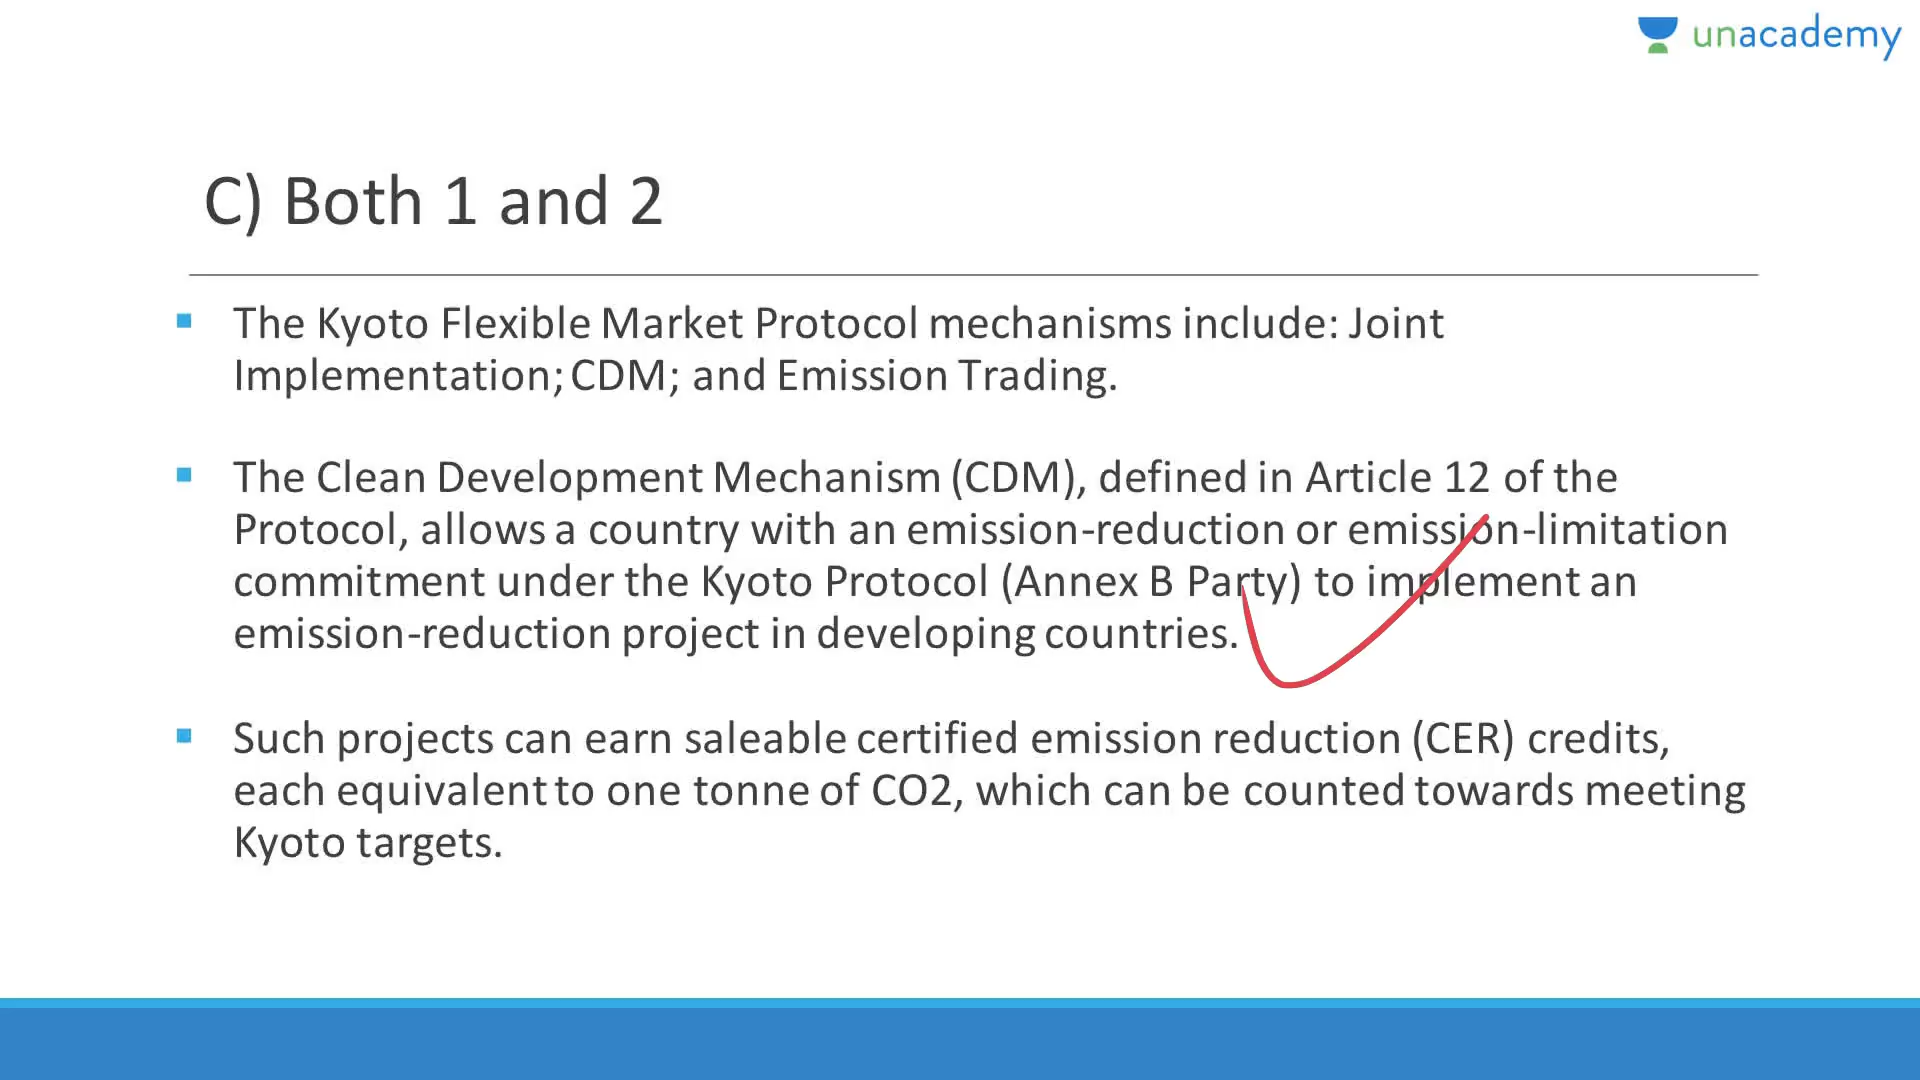 unacademy
C) Both 1 and 2
The Kyoto Flexible Market Protocol mechanisms include: Joint
Implementation; CDM; and Emission Trading.
The Clean Development Mechanism (CDM), defined in Article 12 of the
Protocol, allows a country with an emission-reduction or emission-limitation
commitment under the Kyoto Protocol (Annex B Party) to implement an
emission-reduction project in developing countries.
Such projects can earn saleable certified emission reduction (CER) credits,
each equivalent to one tonne of CO2, which can be counted towards meeting
Kyoto targets.